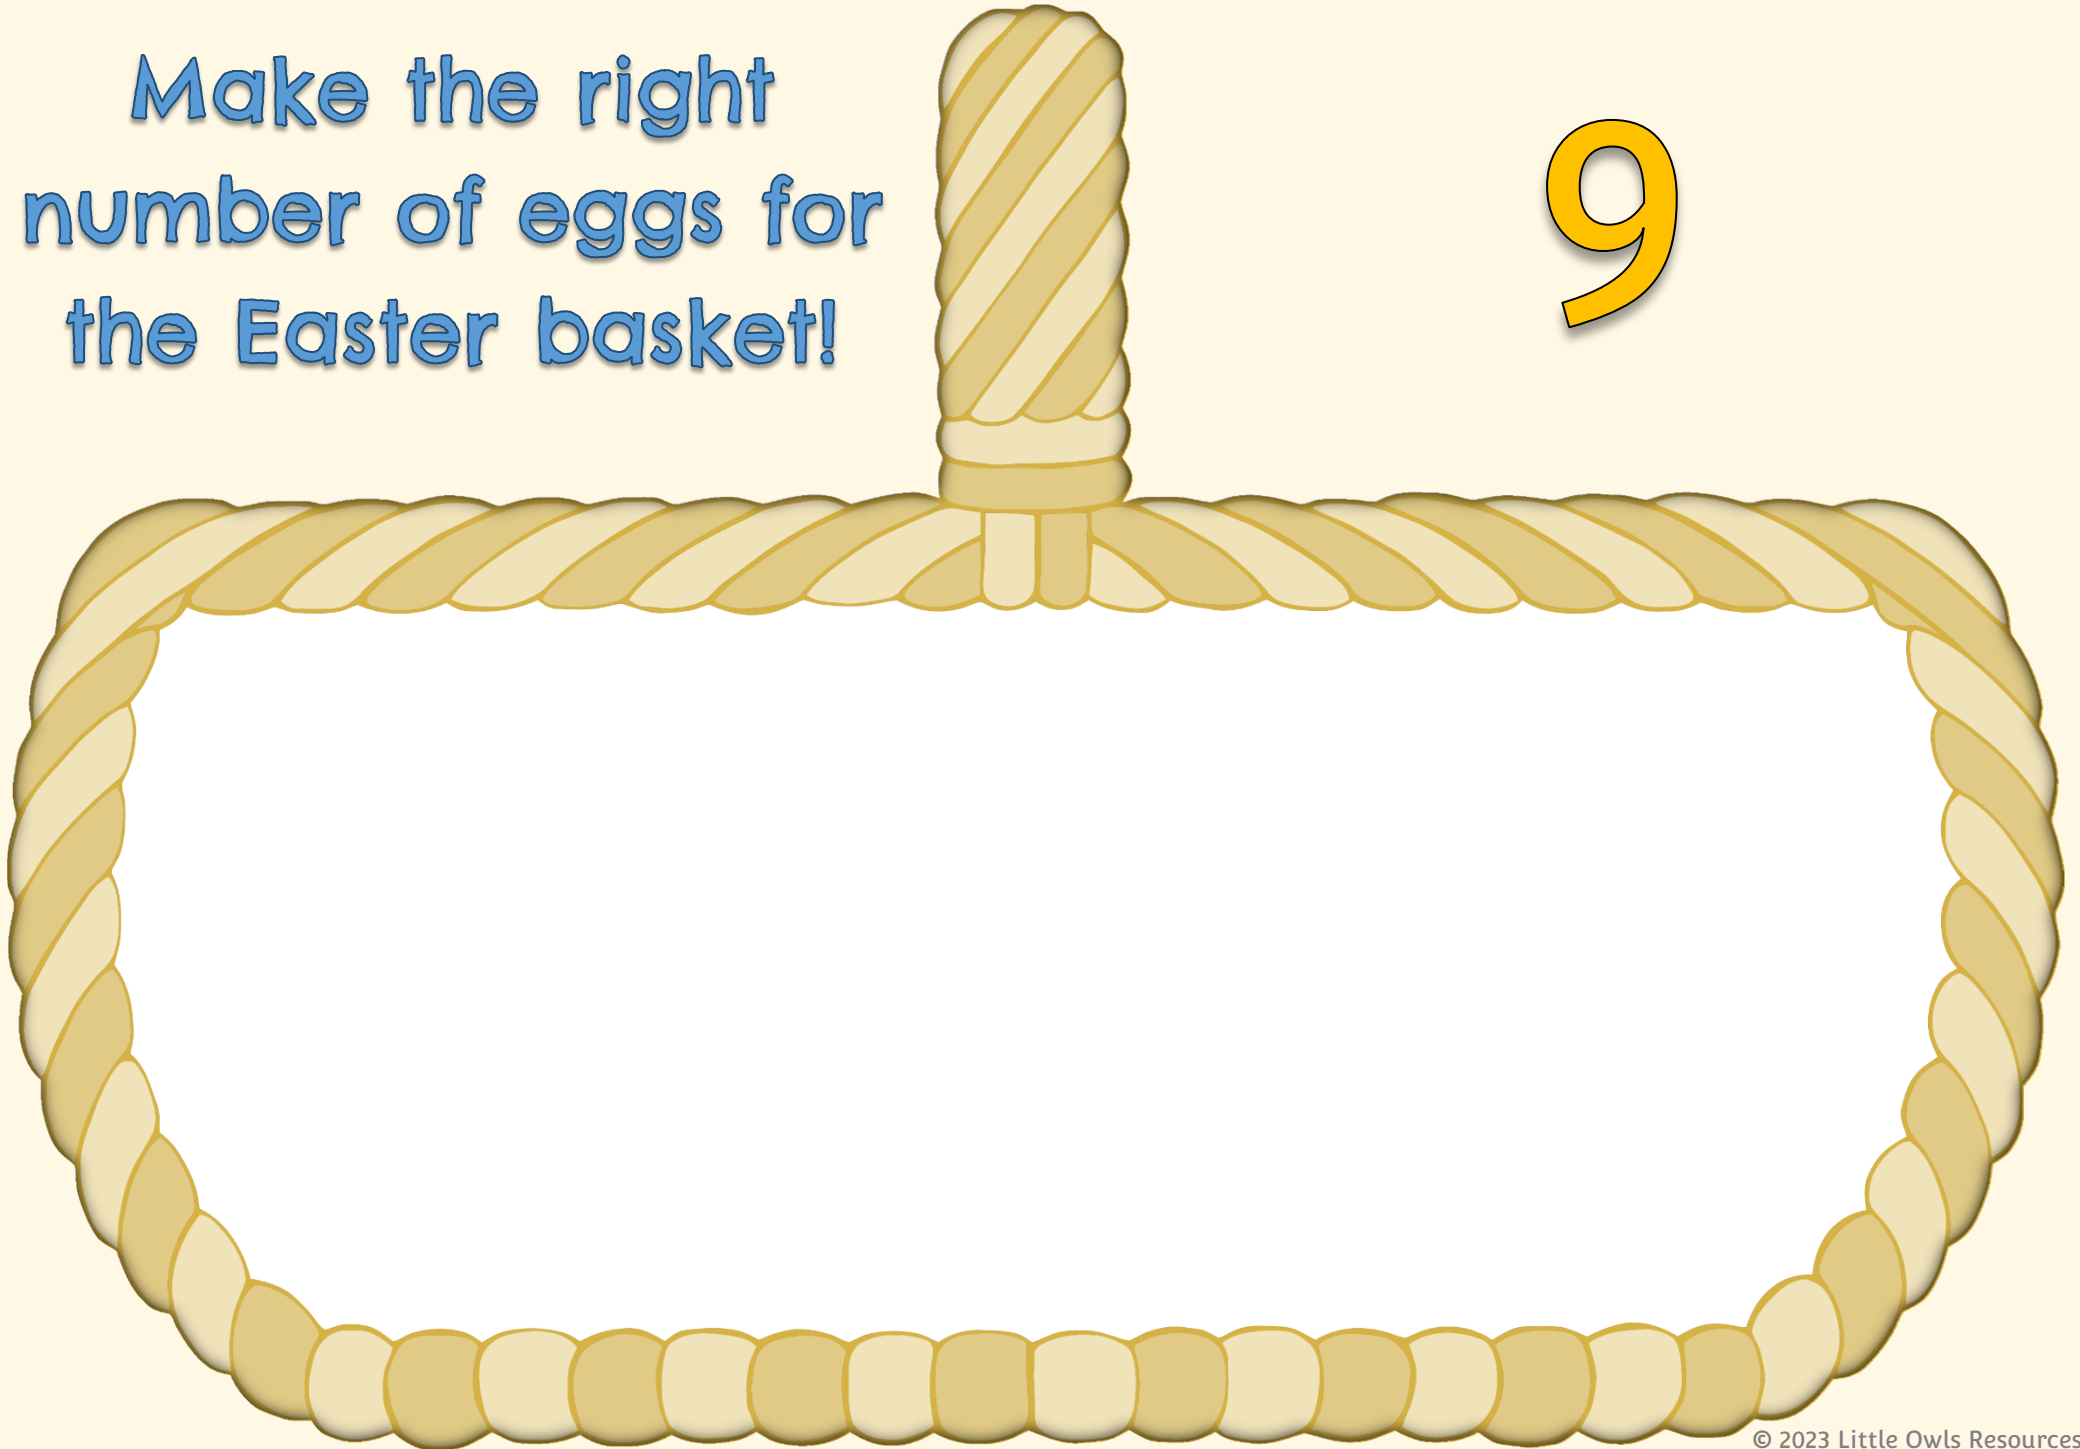 Make the right
number of eggs for
the Easter basket!
9
© 2023 Little Owls Resources